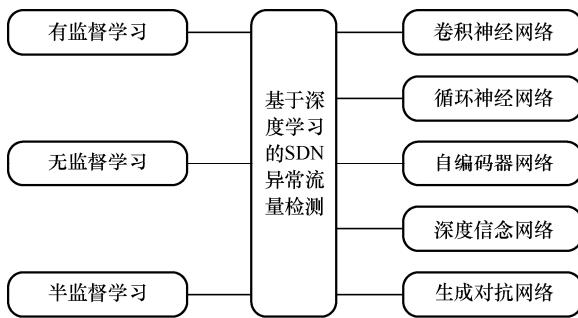 有监督学习
无监督学习
半监督学习
基于深
度学习
的SDN
异常流
量检测
卷积神经网络
循环神经网络
自编码器网络
深度信念网络
生成对抗网络